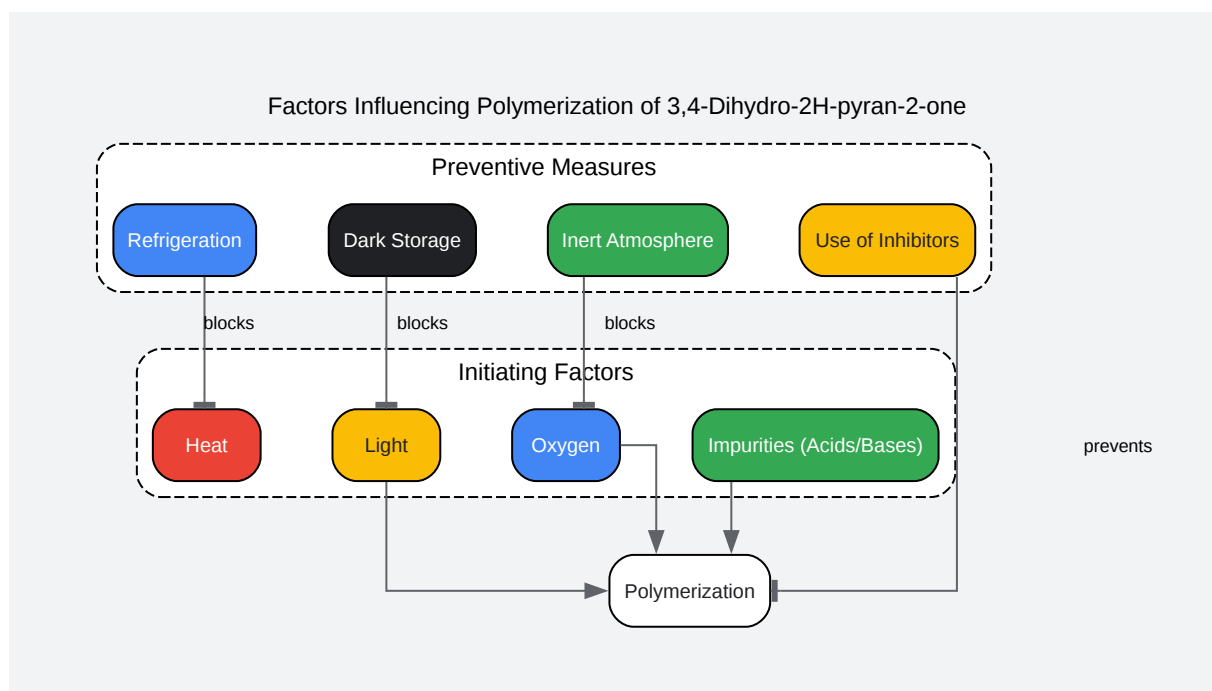 Factors Influencing Polymerization of 3,4-Dihydro-2H-pyran-2-one
Preventive Measures
Refrigeration
Dark Storage
Inert Atmosphere
Use of Inhibitors
blocks
blocks
blocks
Initiating Factors
Heat
Light
Oxygen
Impurities (Acids/Bases)
prevents
Polymerization